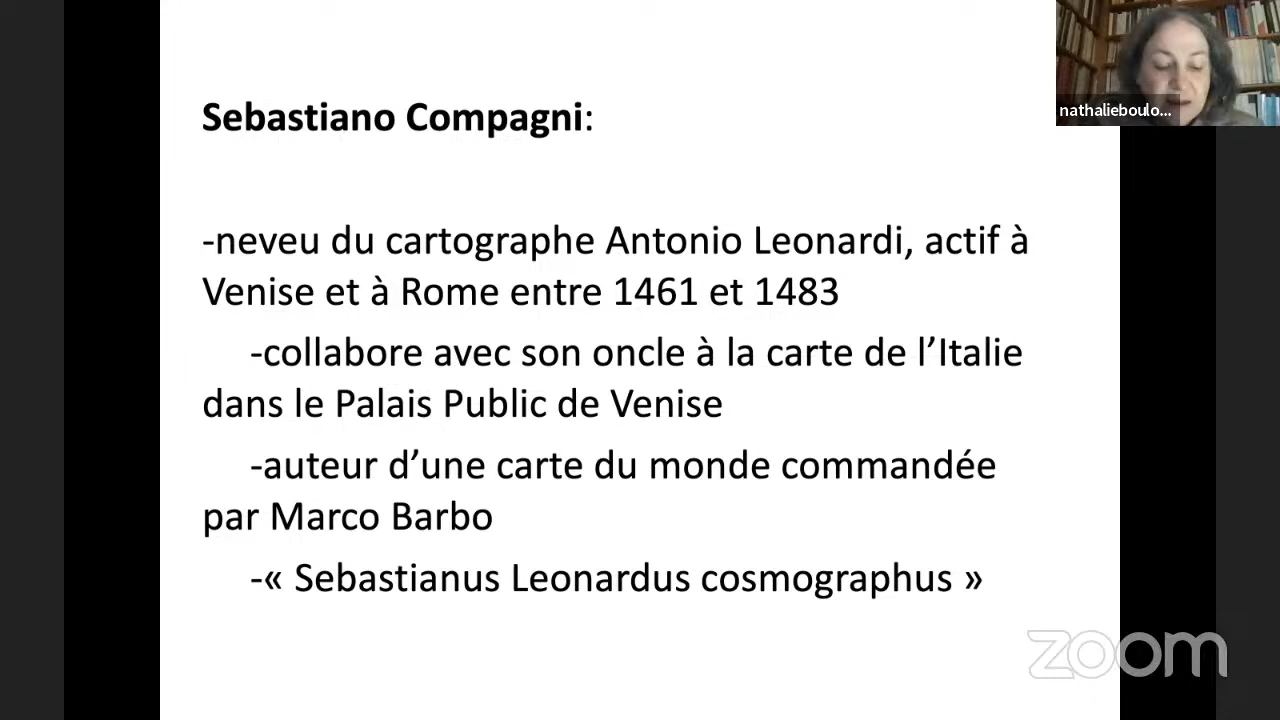 Sebastiano Compagni:
-neveu du cartographe Antonio Leonardi, actif à
Venise et à Rome entre 1461 et 1483
-collabore avec son oncle à la carte de l’Italie
dans le Palais Public de Venise
-auteur d’une carte du monde commandée
par Marco Barbo
-« Sebastianus Leonardus cosmographus »
nathalieboulo...
zoom